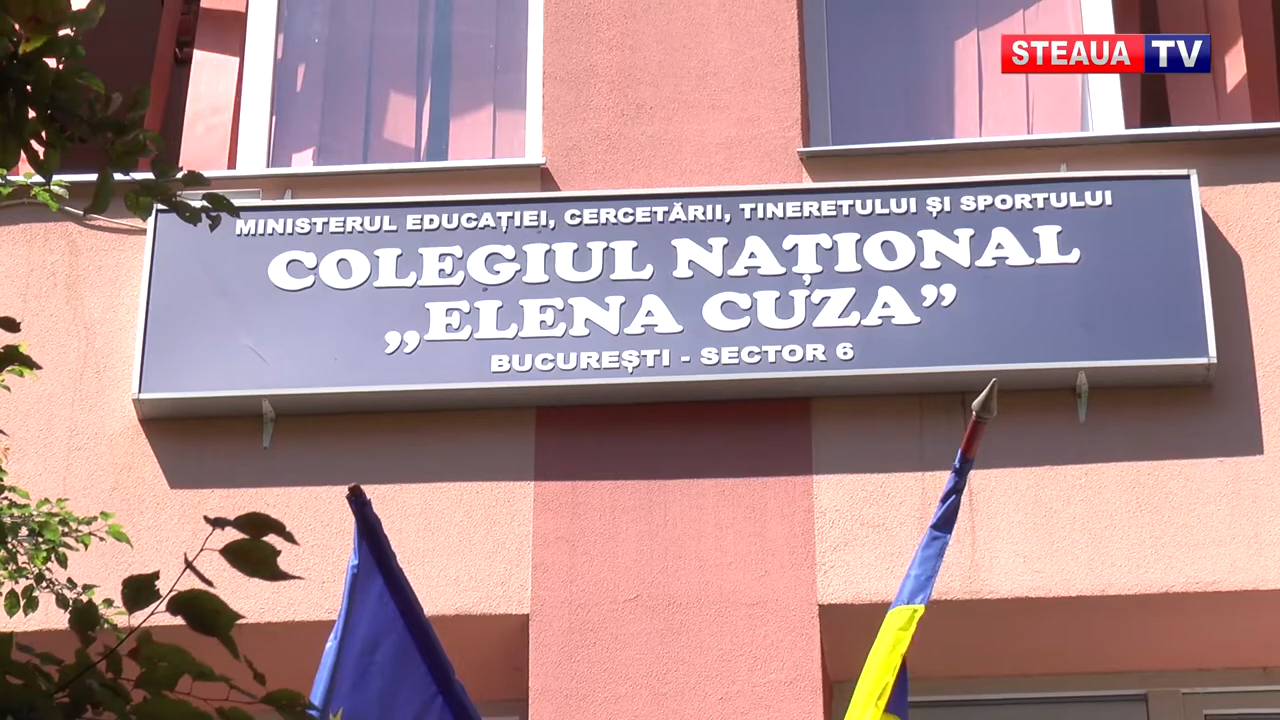 STEAUA TV
MINISTERUL EDUCAȚIEI, CERCETĂRII, TINERETULUI ȘI SPORTULUI
COLEGIUL NAȚIONAL
„ELENA CUZA”
BUCUREȘTI - SECTOR 6